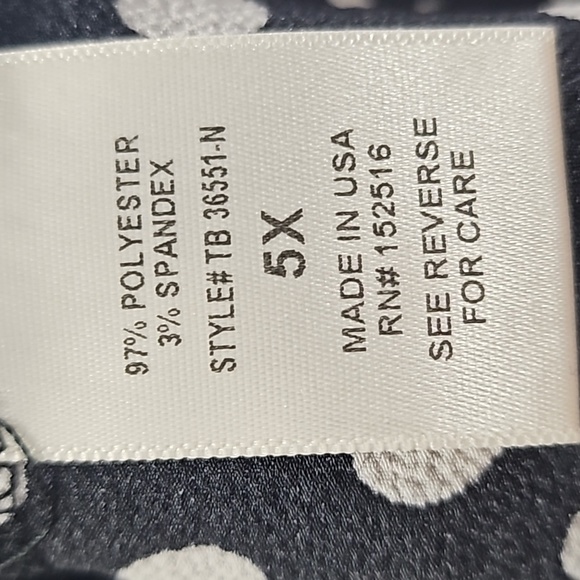 97% POLYESTER
3% SPANDEX
STYLE# TB 36551-N
5X
MADE IN USA
RN# 152516
SEE REVERSE
FOR CARE